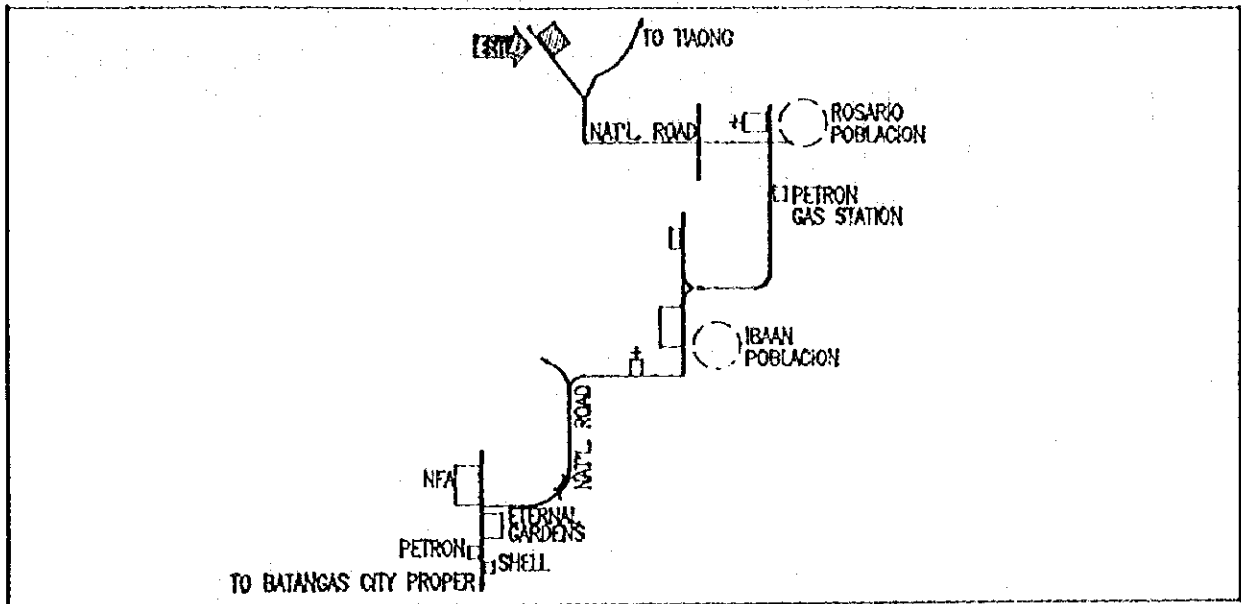 TO TIAONG
NAT'L ROAD
ROSARIO
POBLACION
PETRON
GAS STATION
IBAAN
POBLACION
NAT'L ROAD
NFA
ETERNAL
GARDENS
PETRON
SHELL
TO BATANGAS CITY PROPER